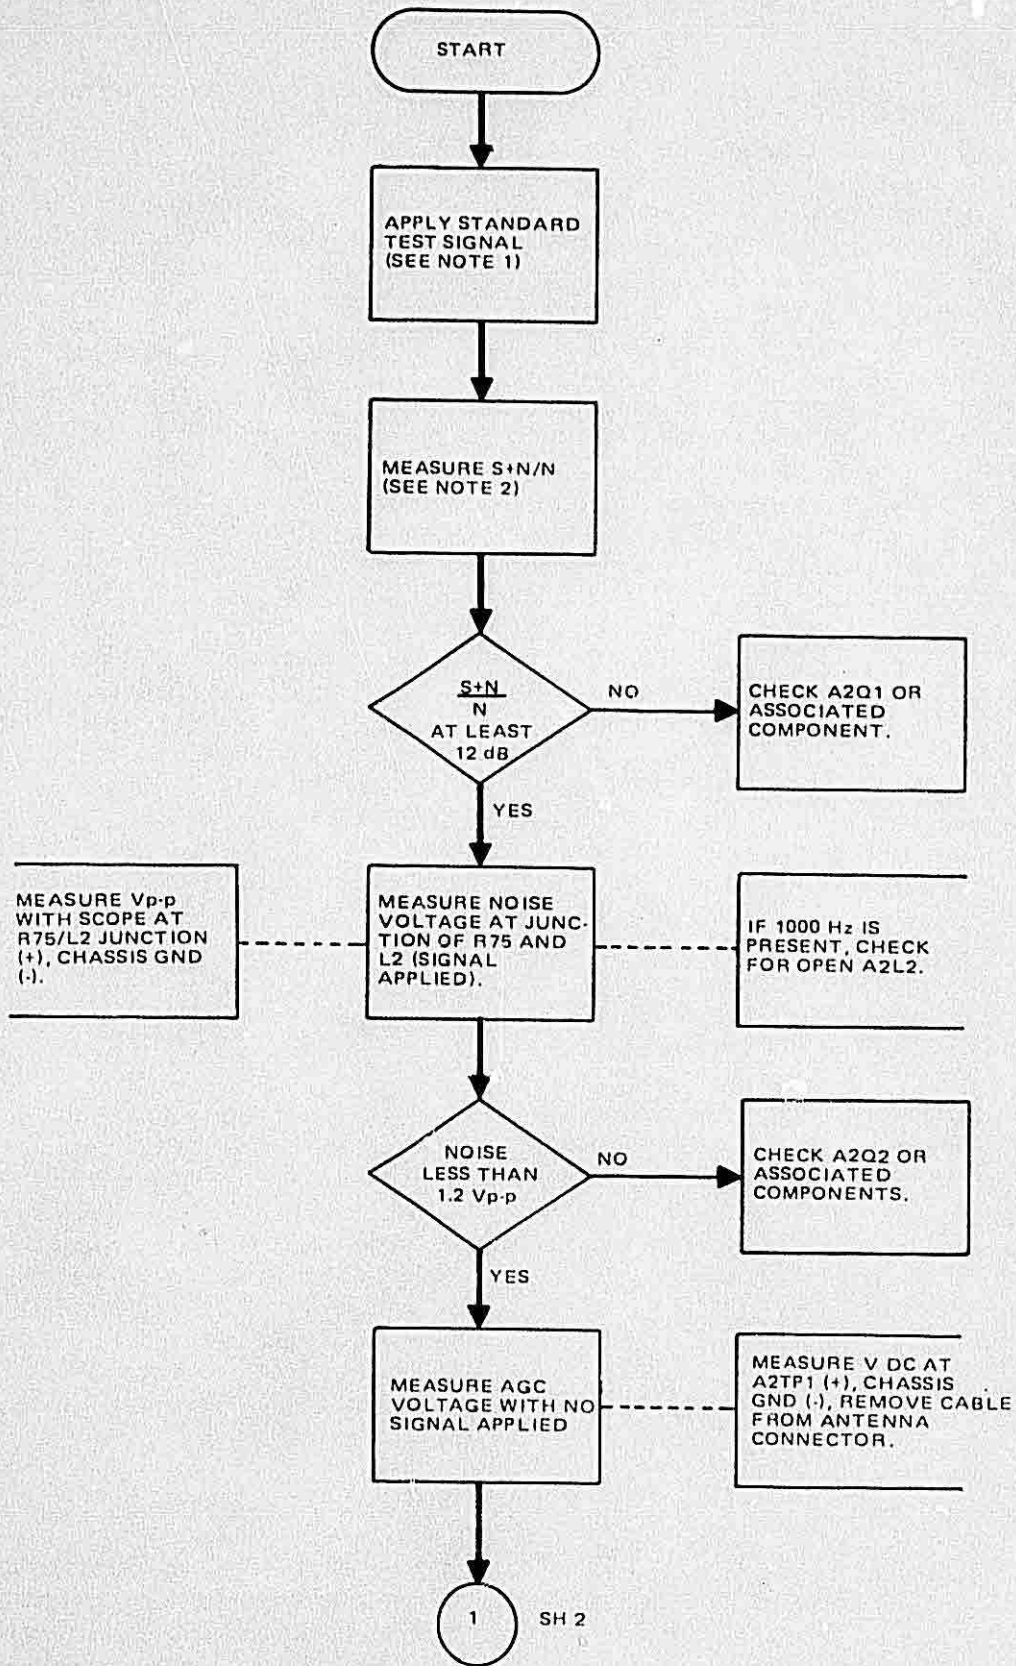 START
APPLY STANDARD
TEST SIGNAL
(SEE NOTE 1)
MEASURE S+N/N
(SEE NOTE 2)
S+N
N
AT LEAST
12 dB
NO
CHECK A2Q1 OR
ASSOCIATED
COMPONENT.
YES
MEASURE Vp-p
WITH SCOPE AT
R75/L2 JUNCTION
(+), CHASSIS GND
(-).
MEASURE NOISE
VOLTAGE AT JUNC-
TION OF R75 AND
L2 (SIGNAL
APPLIED).
IF 1000 Hz IS
PRESENT, CHECK
FOR OPEN A2L2.
NOISE
LESS THAN
1.2 Vp-p
NO
CHECK A2Q2 OR
ASSOCIATED
COMPONENTS.
YES
MEASURE AGC
VOLTAGE WITH NO
SIGNAL APPLIED
MEASURE V DC AT
A2TP1 (+), CHASSIS
GND (-), REMOVE CABLE
FROM ANTENNA
CONNECTOR.
1
SH 2